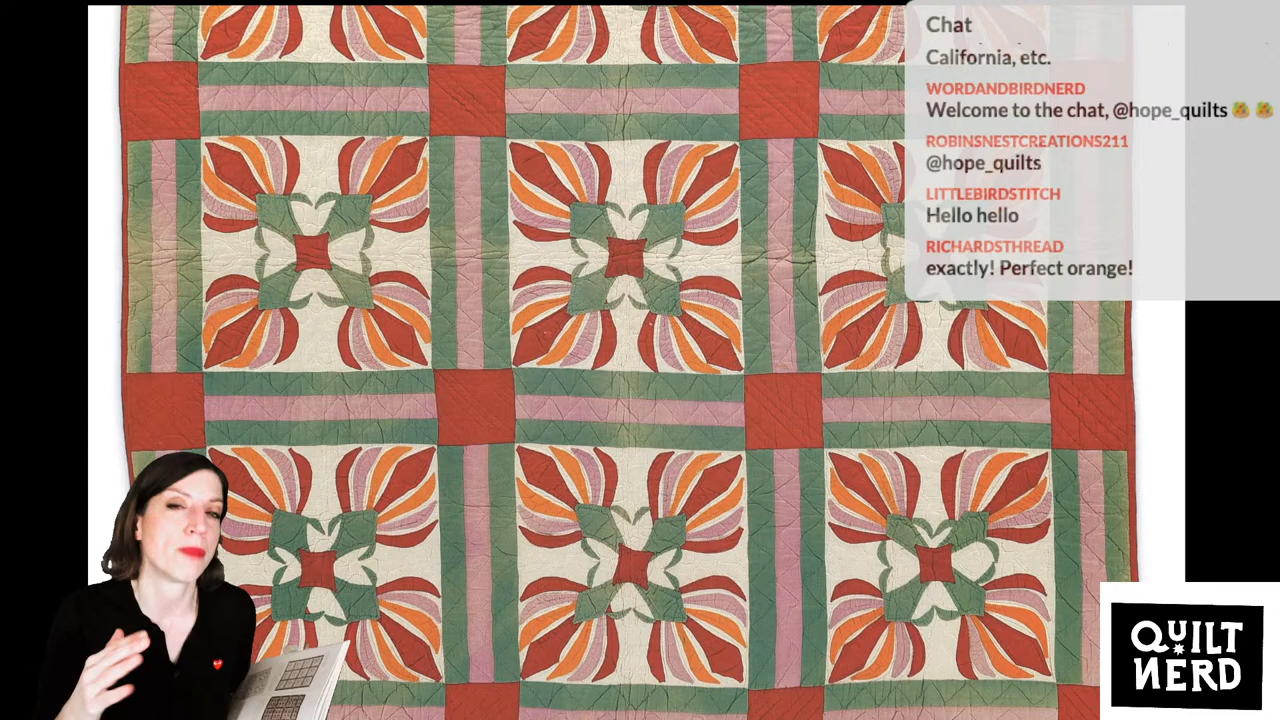 Chat
California, etc.
WORDANDBIRDNERD
Welcome to the chat, @hope_quilts
ROBINSNESTCREATIONS211
@hope_quilts
LITTLEBIRDSTITCH
Hello hello
RICHARDSTHREAD
exactly! Perfect orange!
QUILT
NERD